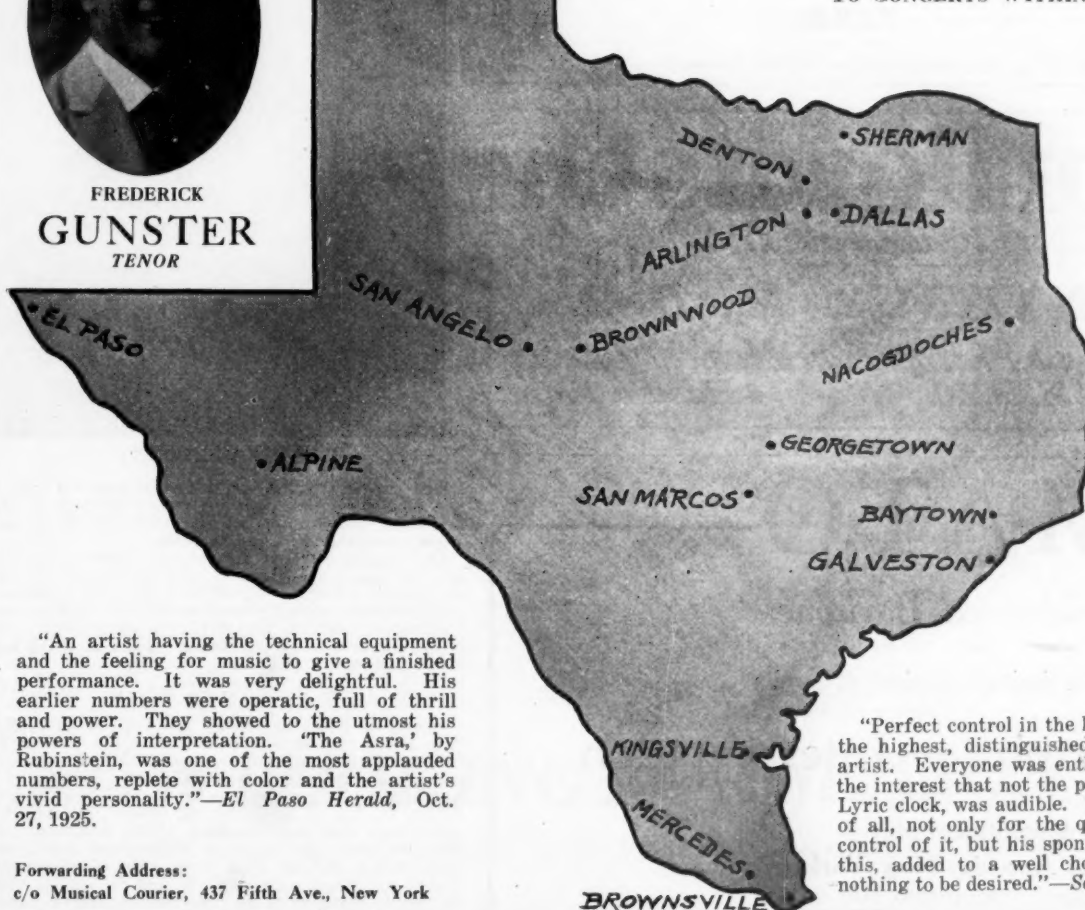 TO CONCERTS WITHIN
FREDERICK
GUNSTER
TENOR
DENTON
SHERMAN
ARLINGTON
DALLAS
SAN ANGELO
BROWNWOOD
EL PASO
NACOGDOCHES
ALPINE
GEORGETOWN
SAN MARCOS
BAYTOWN
GALVESTON
KINGSVILLE
MERCEDES
BROWNSVILLE
"An artist having the technical equipment
and the feeling for music to give a finished
performance. It was very delightful. His
earlier numbers were operatic, full of thrill
and power. They showed to the utmost his
powers of interpretation. 'The Asra,' by
Rubinstein, was one of the most applauded
numbers, replete with color and the artist's
vivid personality."—El Paso Herald, Oct.
27, 1925.
Forwarding Address:
c/o Musical Courier, 437 Fifth Ave., New York
"Perfect control in the
the highest, distinguished
artist. Everyone was
the interest that not the
Lyric clock, was audible.
of all, not only for the
control of it, but his
this, added to a well
nothing to be desired."—